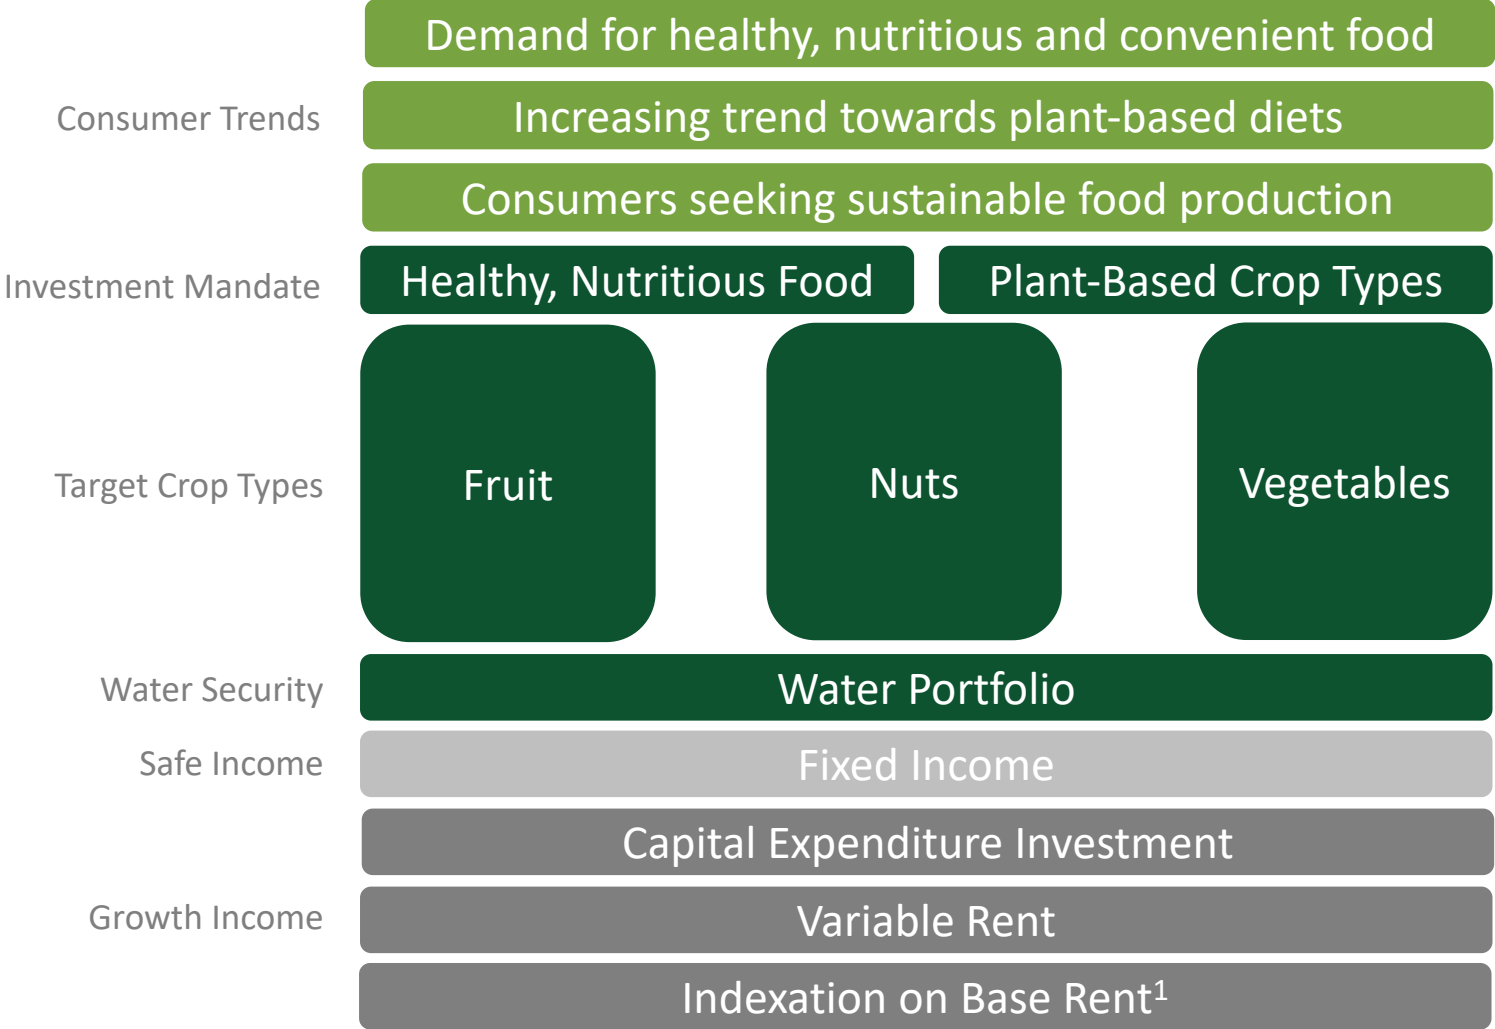 Demand for healthy, nutritious and convenient food
Consumer Trends
Increasing trend towards plant-based diets
Consumers seeking sustainable food production
Investment Mandate
Healthy, Nutritious Food
Plant-Based Crop Types
Target Crop Types
Fruit
Nuts
Vegetables
Water Security
Water Portfolio
Safe Income
Fixed Income
Capital Expenditure Investment
Growth Income
Variable Rent
Indexation on Base Rent¹